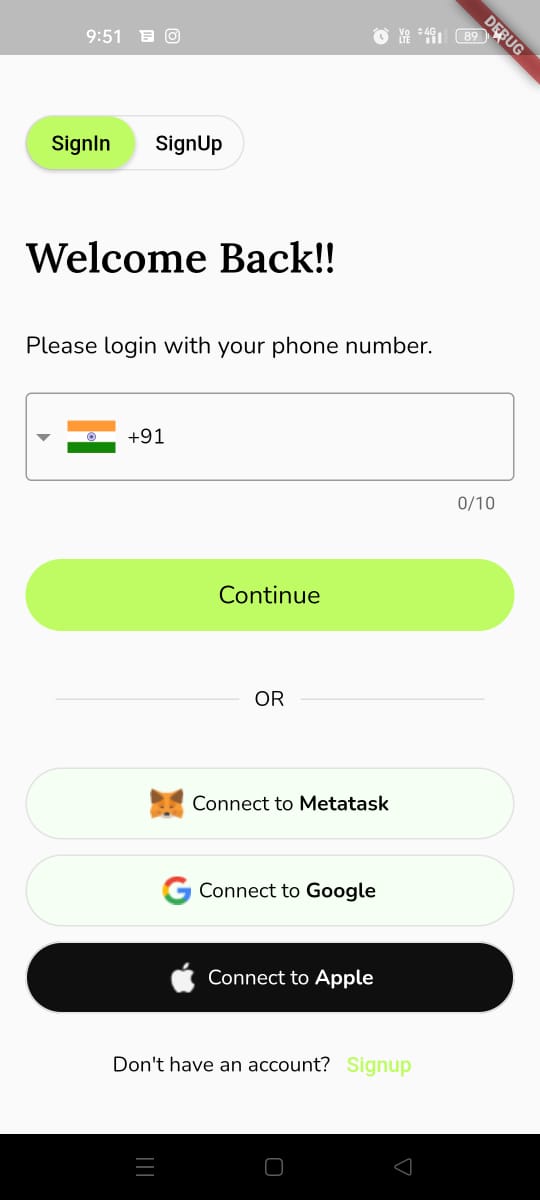 9:51
Vo LTE 4G 89
DEBUG
SignIn SignUp
Welcome Back!!
Please login with your phone number.
+91
0/10
Continue
OR
Connect to Metatask
Connect to Google
Connect to Apple
Don't have an account? Signup